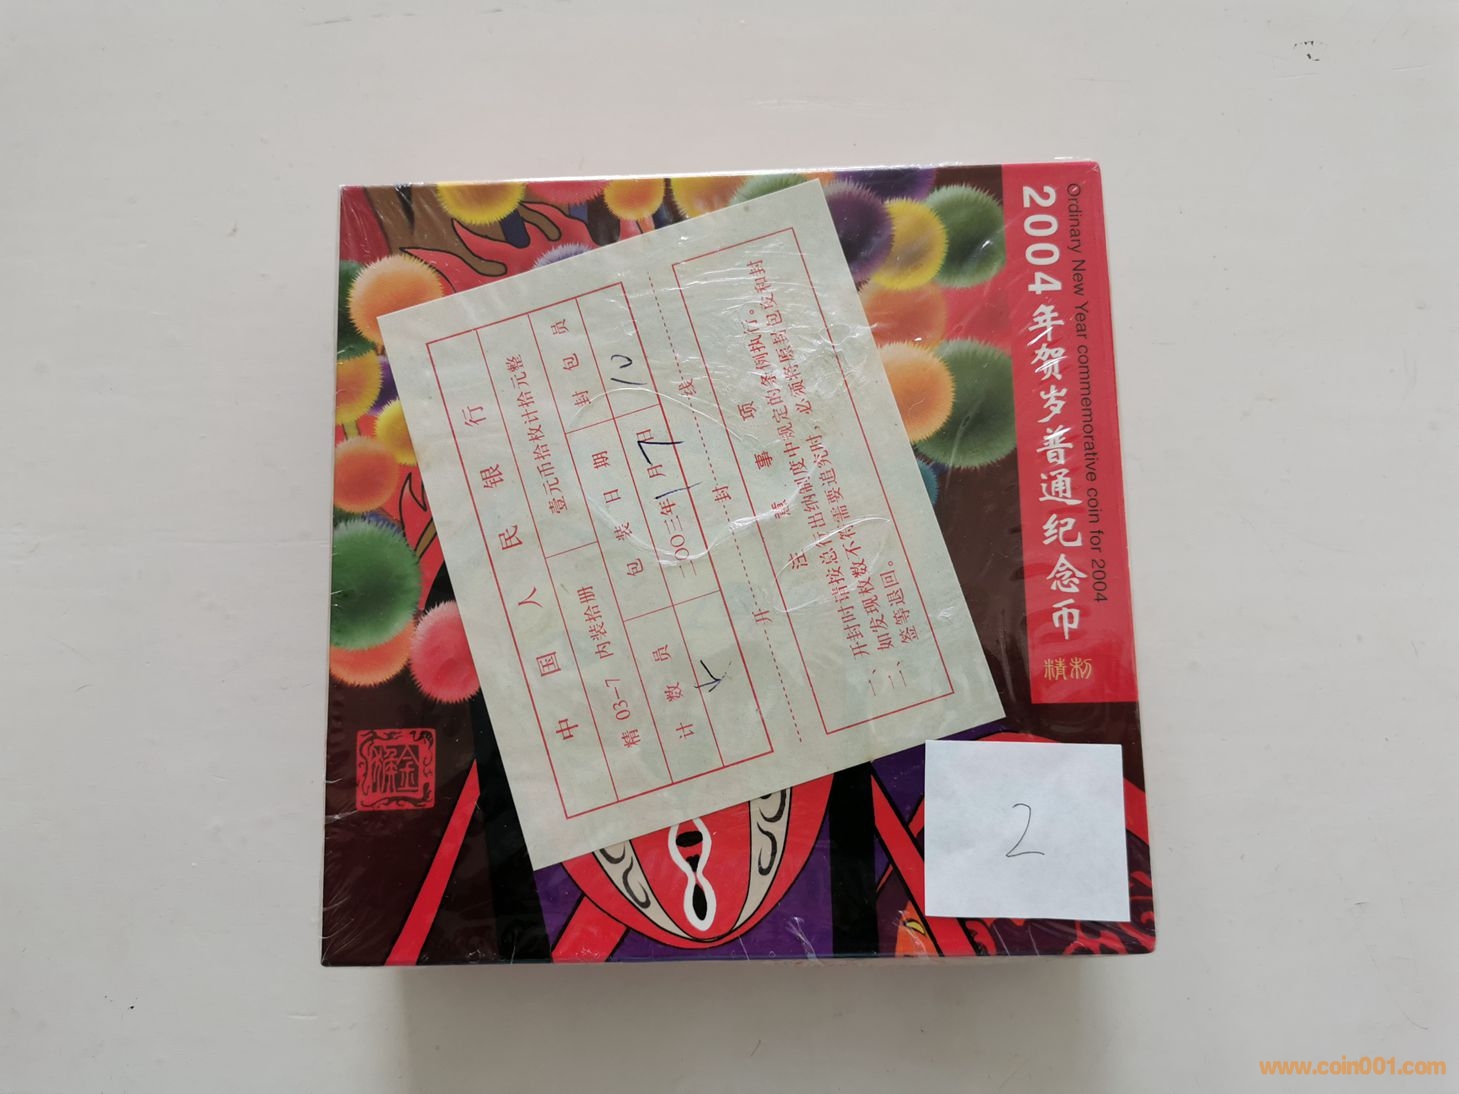 Ordinary New Year commemorative coin for 2004
2004年贺岁普通纪念币
精制
中国人民银行
精 03-7 内装拾册 壹元币拾枚计拾元整
计数员 包装日期 封包员
二〇〇三年1月7日 10
开 封 线
注意事项
一、开封时请按总行出纳制度中规定的条例执行。
二、如发现枚数不符需要追究时,必须将原封包皮和封
签等退回。
金猴
2
www.coin001.com